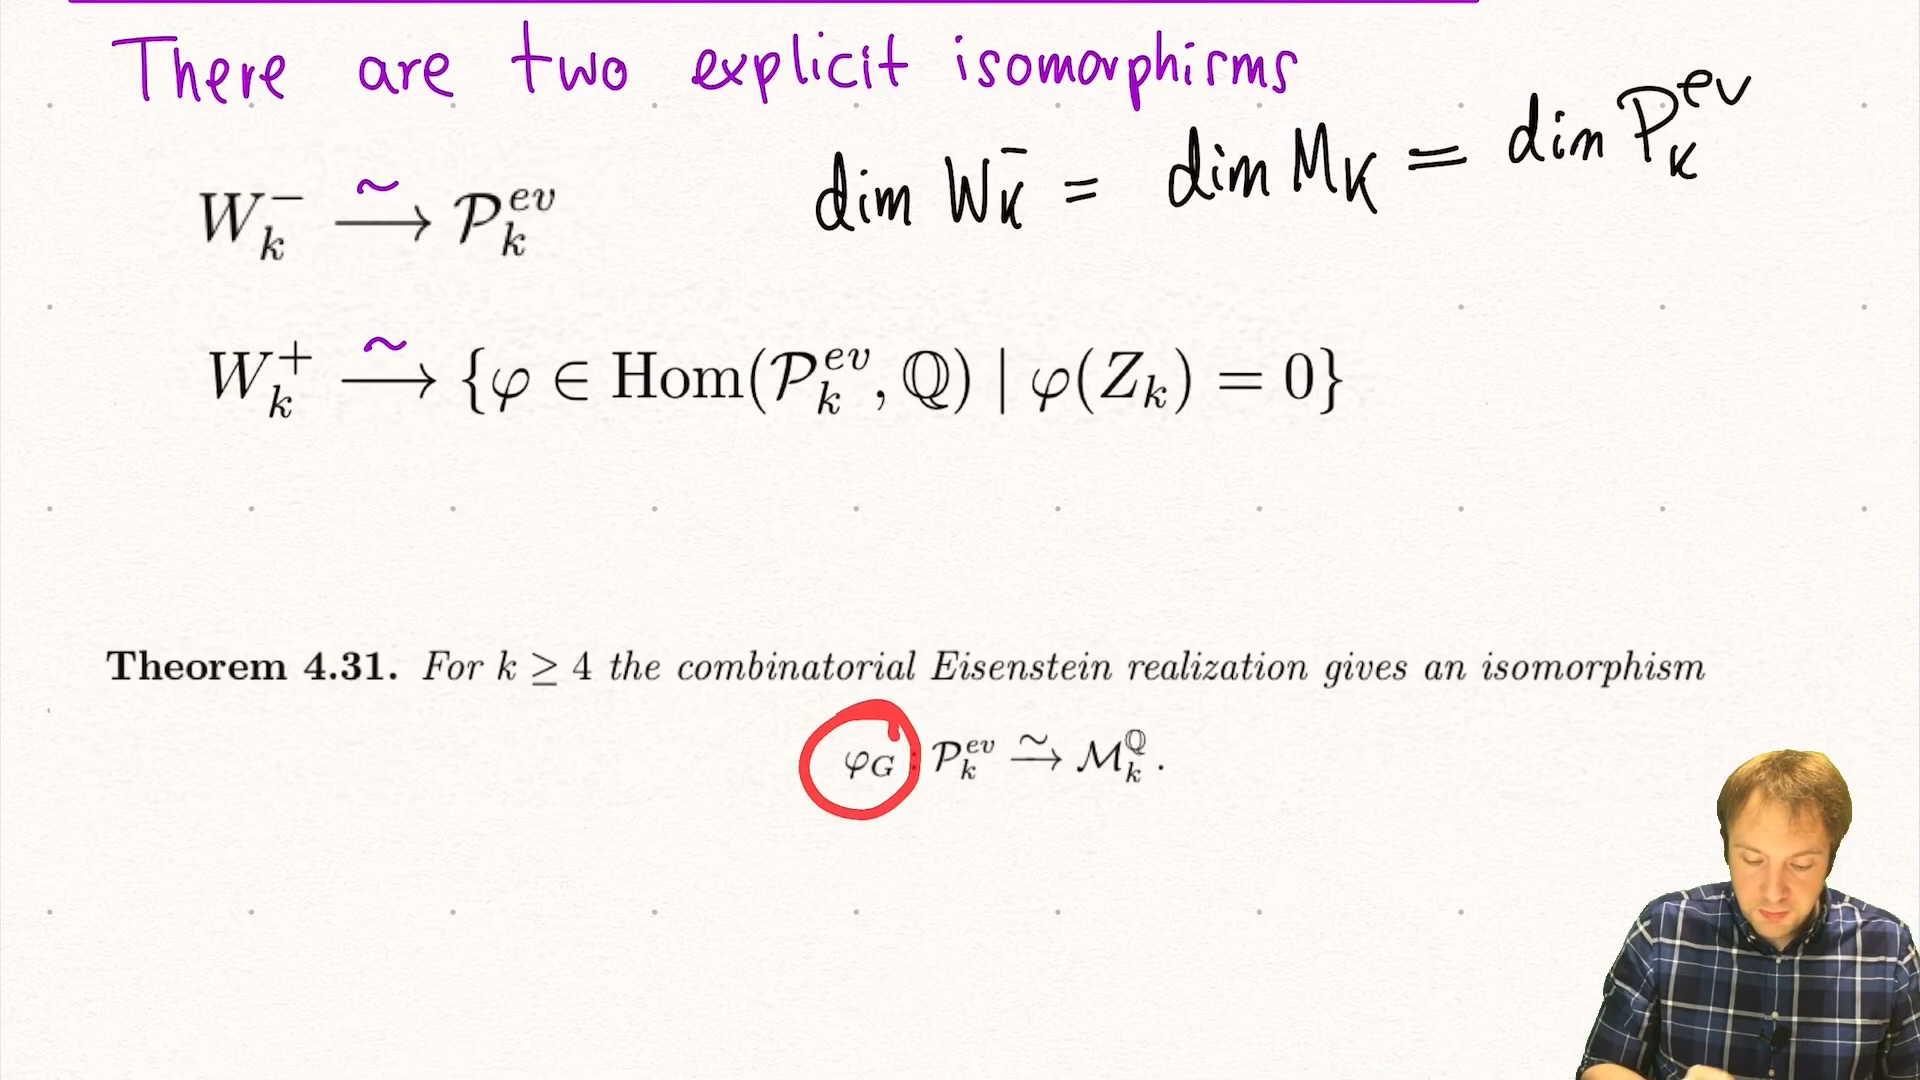 There are two explicit isomorphisms
dim W_k^- = dim M_k = dim P_k^{ev}
W_k^- ⟶̃ 𝒫_k^{ev}
W_k^+ ⟶̃ {φ ∈ Hom(𝒫_k^{ev}, ℚ) | φ(Z_k) = 0}
Theorem 4.31. For k ≥ 4 the combinatorial Eisenstein realization gives an isomorphism
φ_G : 𝒫_k^{ev} ⟶̃ ℳ_k^ℚ .